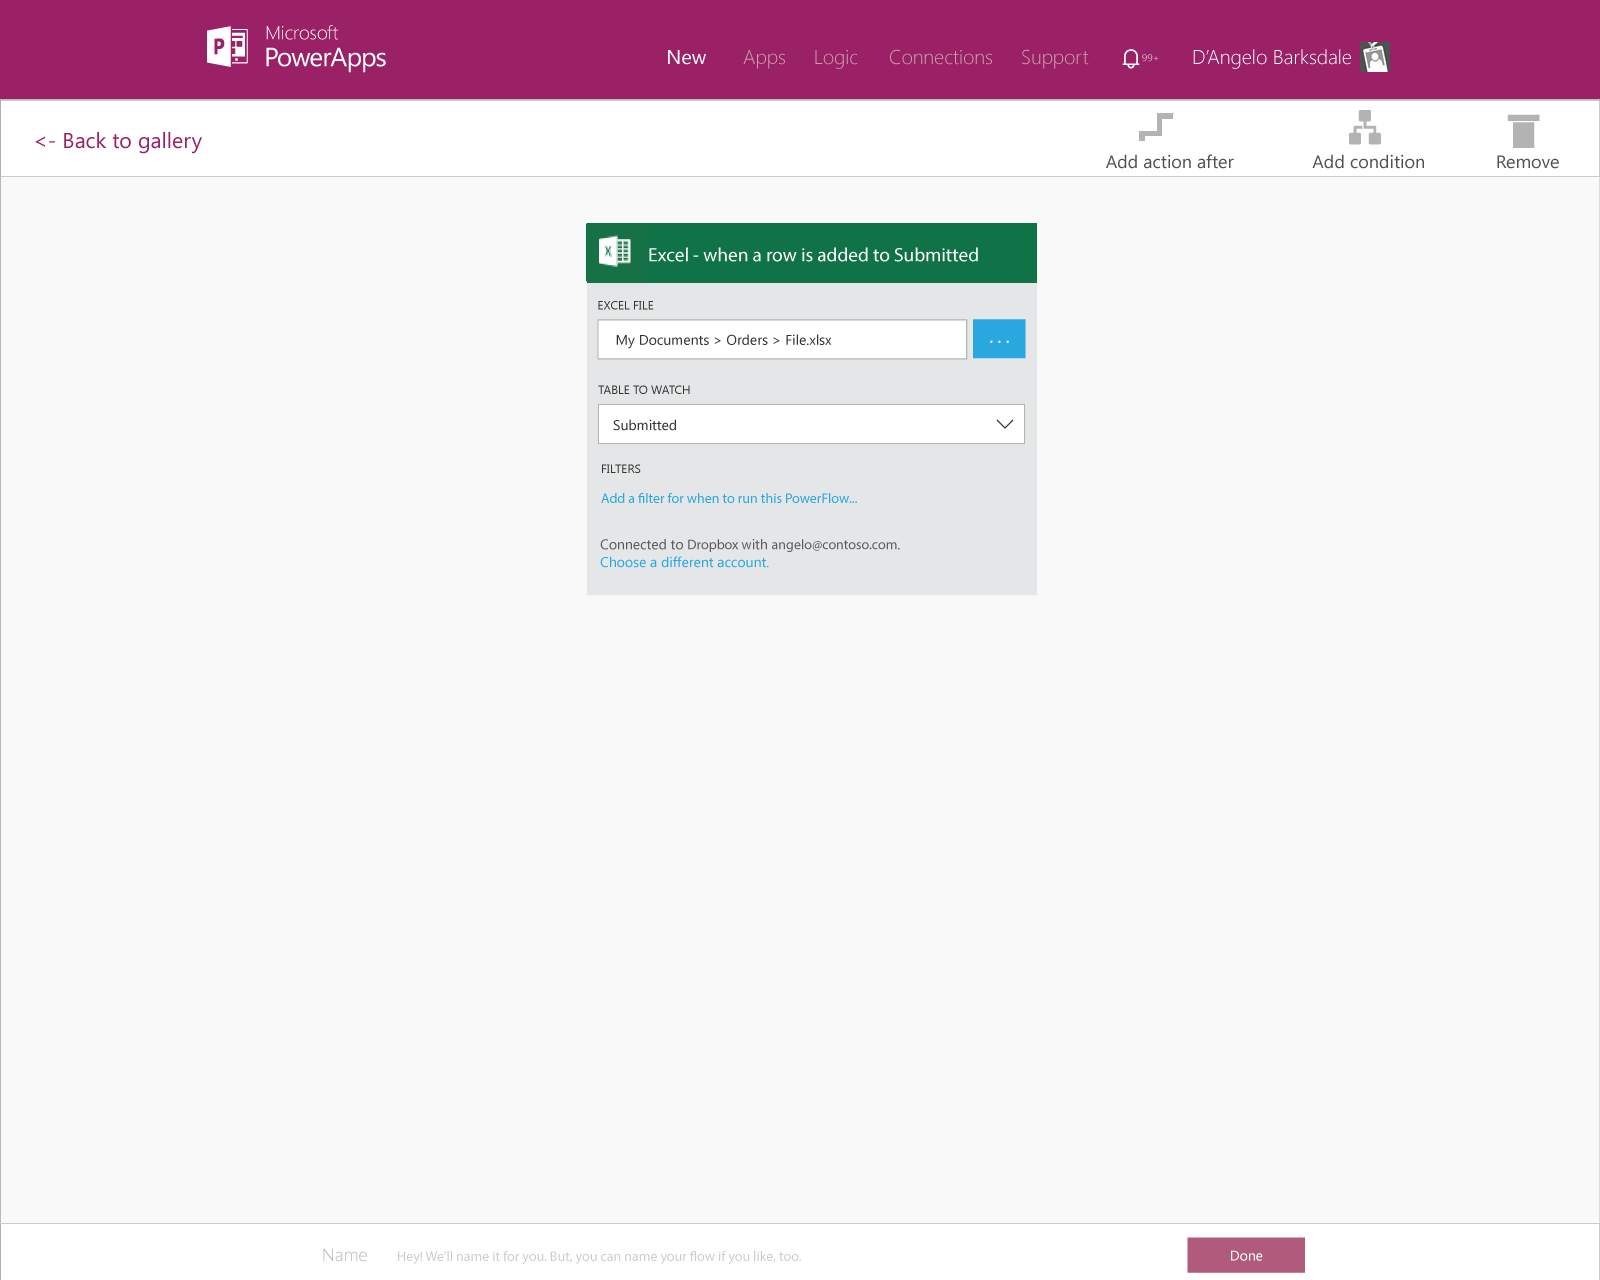 Microsoft
PowerApps
New Apps Logic Connections Support 99+ D'Angelo Barksdale
<- Back to gallery
Add action after Add condition Remove
Excel - when a row is added to Submitted
EXCEL FILE
My Documents > Orders > File.xlsx ...
TABLE TO WATCH
Submitted
FILTERS
Add a filter for when to run this PowerFlow...
Connected to Dropbox with angelo@contoso.com.
Choose a different account.
Name Hey! We'll name it for you. But, you can name your flow if you like, too. Done